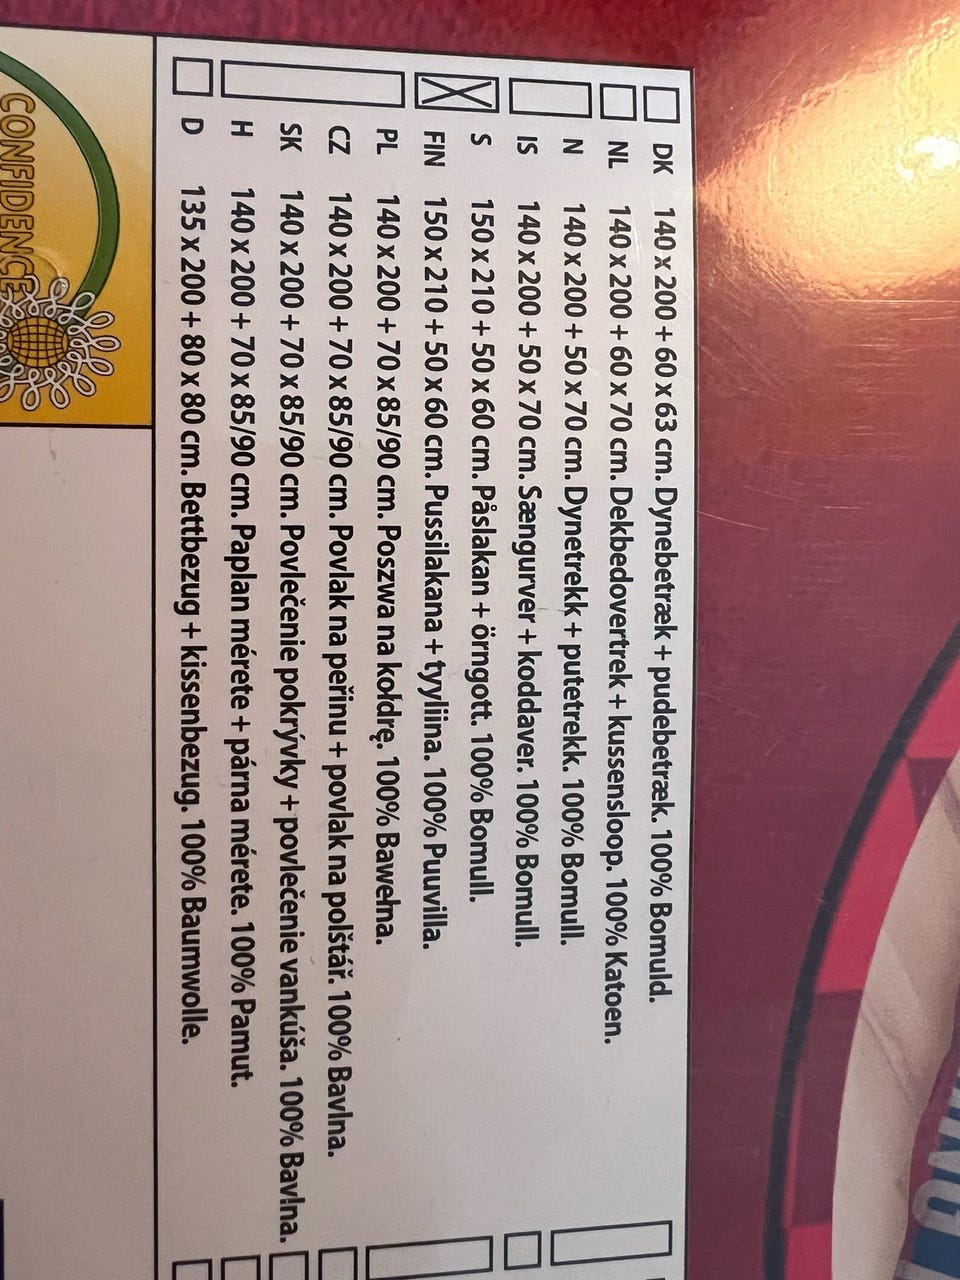 DK 140 x 200 + 60 x 63 cm. Dynebetræk + pudebetræk. 100% Bomuld.
NL 140 x 200 + 60 x 70 cm. Dekbedovertrek + kussensloop. 100% Katoen.
N 140 x 200 + 50 x 70 cm. Dynetrekk + putetrekk. 100% Bomull.
IS 140 x 200 + 50 x 70 cm. Sængurver + koddaver. 100% Bomull.
S 150 x 210 + 50 x 60 cm. Påslakan + örngott. 100% Bomull.
FIN 150 x 210 + 50 x 60 cm. Pussilakana + tyyliina. 100% Puuvilla.
PL 140 x 200 + 70 x 85/90 cm. Poszwa na kołdrę. 100% Bawełna.
CZ 140 x 200 + 70 x 85/90 cm. Povlak na peřinu + povlak na polštář. 100% Bavlna.
SK 140 x 200 + 70 x 85/90 cm. Povlečenie pokrývky + povlečenie vankúša. 100% Bavlna.
H 140 x 200 + 70 x 85/90 cm. Paplan mérete + párna mérete. 100% Pamut.
D 135 x 200 + 80 x 80 cm. Bettbezug + kissenbezug. 100% Baumwolle.
CONFIDENCE